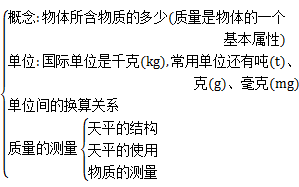 概念:物体所含物质的多少(质量是物体的一个
基本属性)
单位:国际单位是千克(kg),常用单位还有吨(t)、
克(g)、毫克(mg)
单位间的换算关系
质量的测量
天平的结构
天平的使用
物质的测量